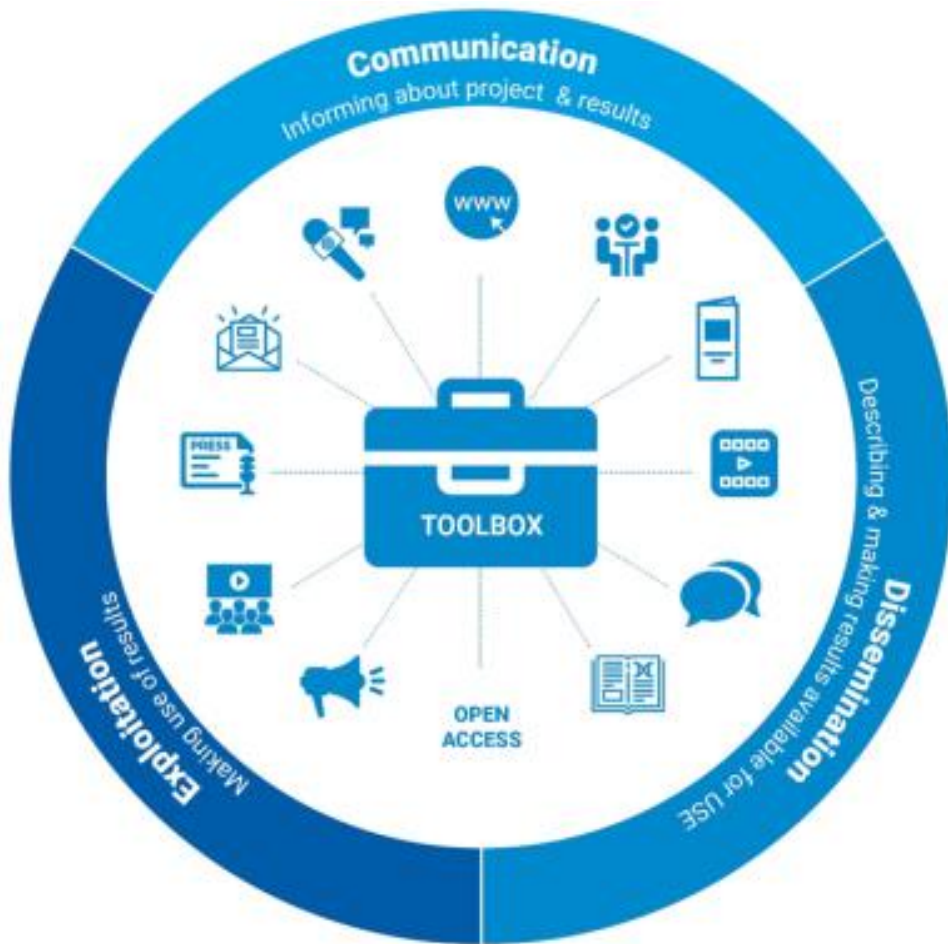 Communication
Informing about project & results
www
PRESS
TOOLBOX
OPEN
ACCESS
Dissemination
Describing & making results available for USE
Exploitation
Making use of results